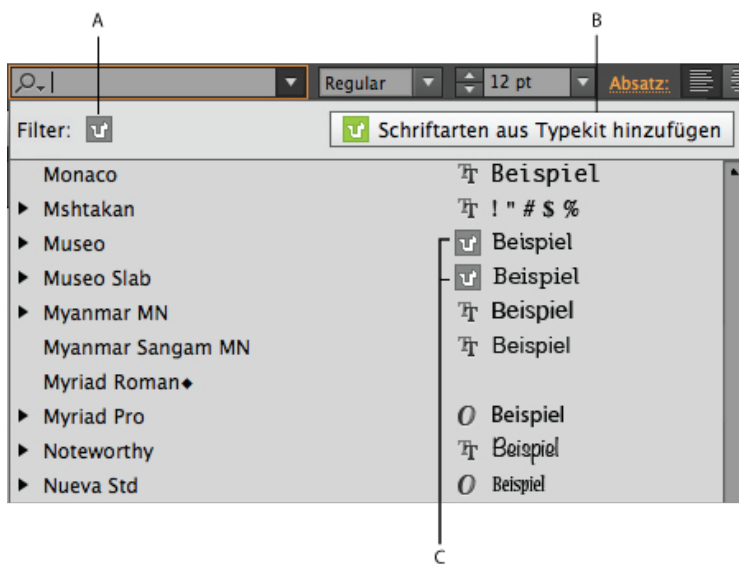 A B
Regular 12 pt Absatz:
Filter: Schriftarten aus Typekit hinzufügen
Monaco Beispiel
Mshtakan ! " # $ %
Museo Beispiel
Museo Slab Beispiel
Myanmar MN Beispiel
Myanmar Sangam MN Beispiel
Myriad Roman◆
Myriad Pro Beispiel
Noteworthy Beispiel
Nueva Std Beispiel
C